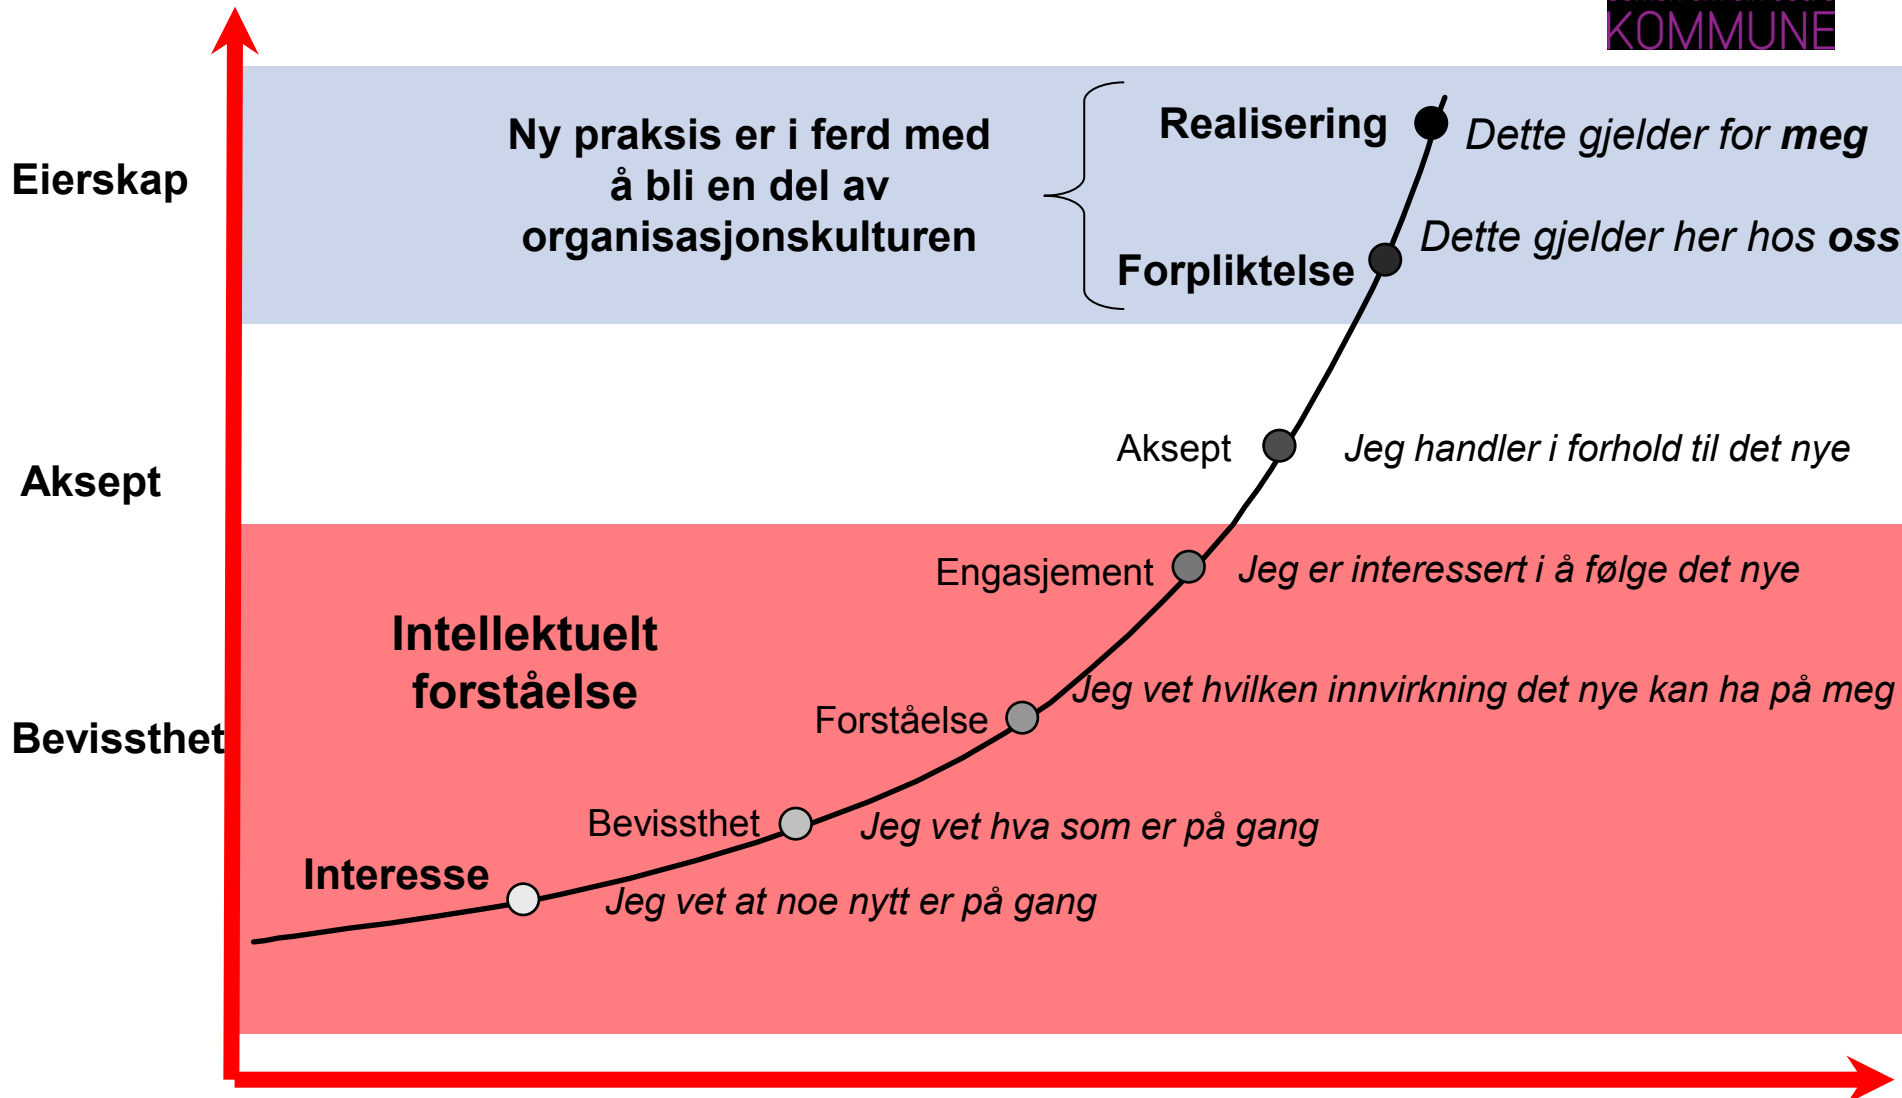 KOMMUNE
Ny praksis er i ferd med
å bli en del av
organisasjonskulturen
Realisering
Dette gjelder for meg
Eierskap
Dette gjelder her hos oss
Forpliktelse
Aksept
Jeg handler i forhold til det nye
Aksept
Engasjement
Jeg er interessert i å følge det nye
Intellektuelt
forståelse
Jeg vet hvilken innvirkning det nye kan ha på meg
Forståelse
Bevissthet
Bevissthet
Jeg vet hva som er på gang
Interesse
Jeg vet at noe nytt er på gang